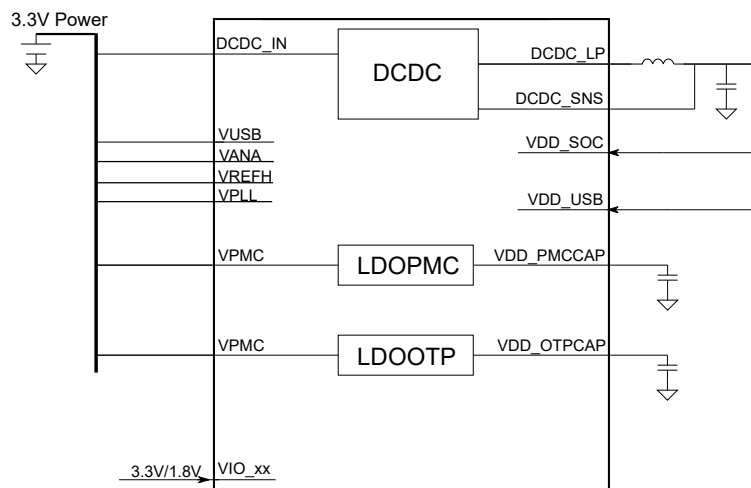 3.3V Power
DCDC_IN
DCDC
DCDC_LP
DCDC_SNS
VUSB
VANA
VREFH
VPLL
VDD_SOC
VDD_USB
VPMC
LDOPMC
VDD_PMCCAP
VPMC
LDOOTP
VDD_OTPCAP
3.3V/1.8V
VIO_xx